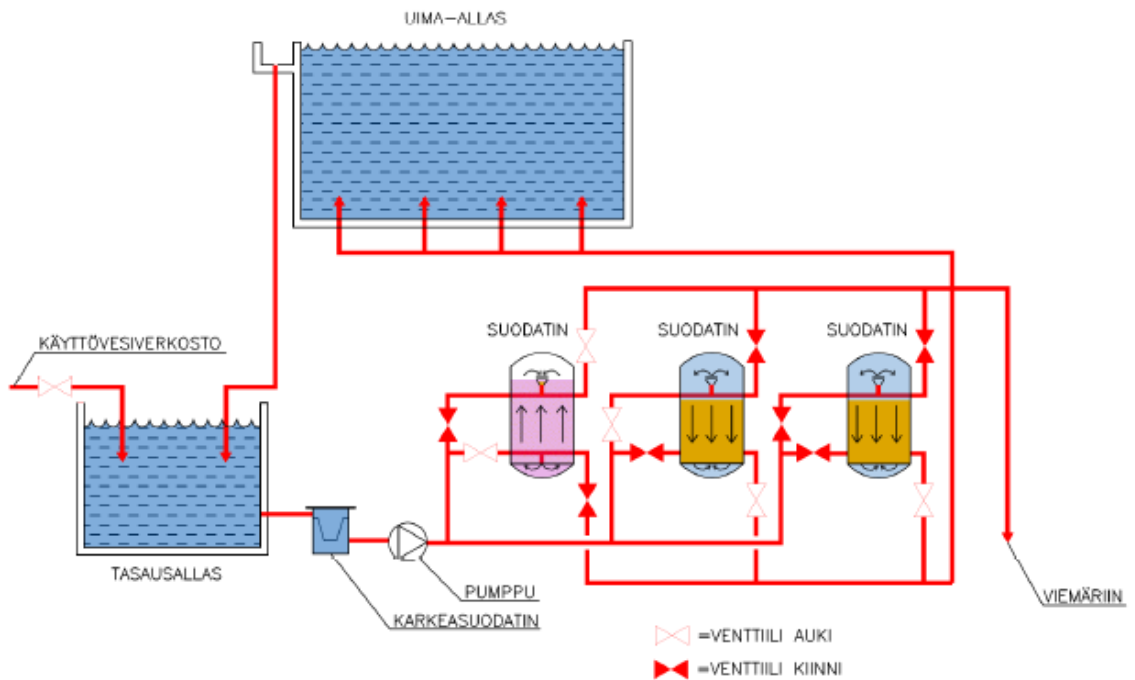 UIMA-ALLAS
KÄYTTÖVESIVERKOSTO
SUODATIN
SUODATIN
SUODATIN
TASAUSALLAS
PUMPPU
KARKEASUODATIN
VIEMÄRIIN
=VENTTIILI AUKI
=VENTTIILI KIINNI